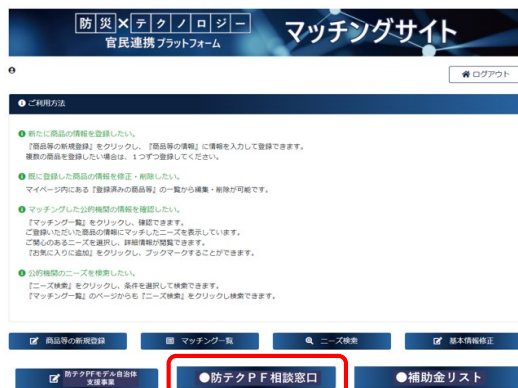 防災×テクノロジー
官民連携プラットフォーム
マッチングサイト
ログアウト
ご利用方法
新たに商品の情報を登録したい。
『商品等の新規登録』をクリックし、『商品等の情報』に情報を入力して登録できます。
複数の商品を登録したい場合は、1つずつ登録してください。
既に登録した商品の情報を修正・削除したい。
マイページ内にある『登録済みの商品等』の一覧から編集・削除が可能です。
マッチングした公的機関の情報を確認したい。
『マッチング一覧』をクリックし、確認できます。
ご登録いただいた商品の情報にマッチしたニーズを表示しています。
ご関心のあるニーズを選択し、詳細情報が閲覧できます。
『お気に入りに追加』をクリックし、ブックマークすることができます。
公的機関のニーズを検索したい。
『ニーズ検索』をクリックし、条件を選択して検索できます。
『マッチング一覧』のページからも『ニーズ検索』をクリックし検索できます。
商品等の新規登録
マッチング一覧
ニーズ検索
基本情報修正
防テクPFモデル自治体
支援事業
●防テクPF相談窓口
●補助金リスト